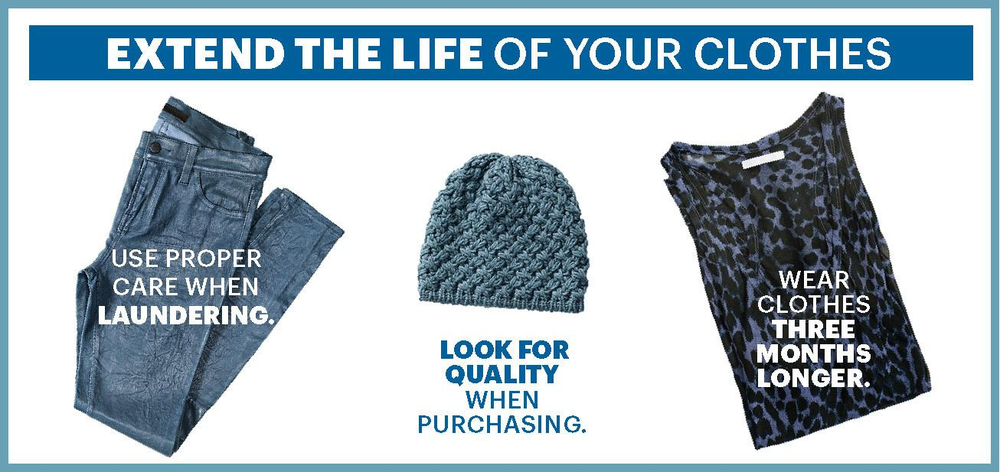 EXTEND THE LIFE OF YOUR CLOTHES
USE PROPER
CARE WHEN
LAUNDERING.
LOOK FOR
QUALITY
WHEN
PURCHASING.
WEAR
CLOTHES
THREE
MONTHS
LONGER.